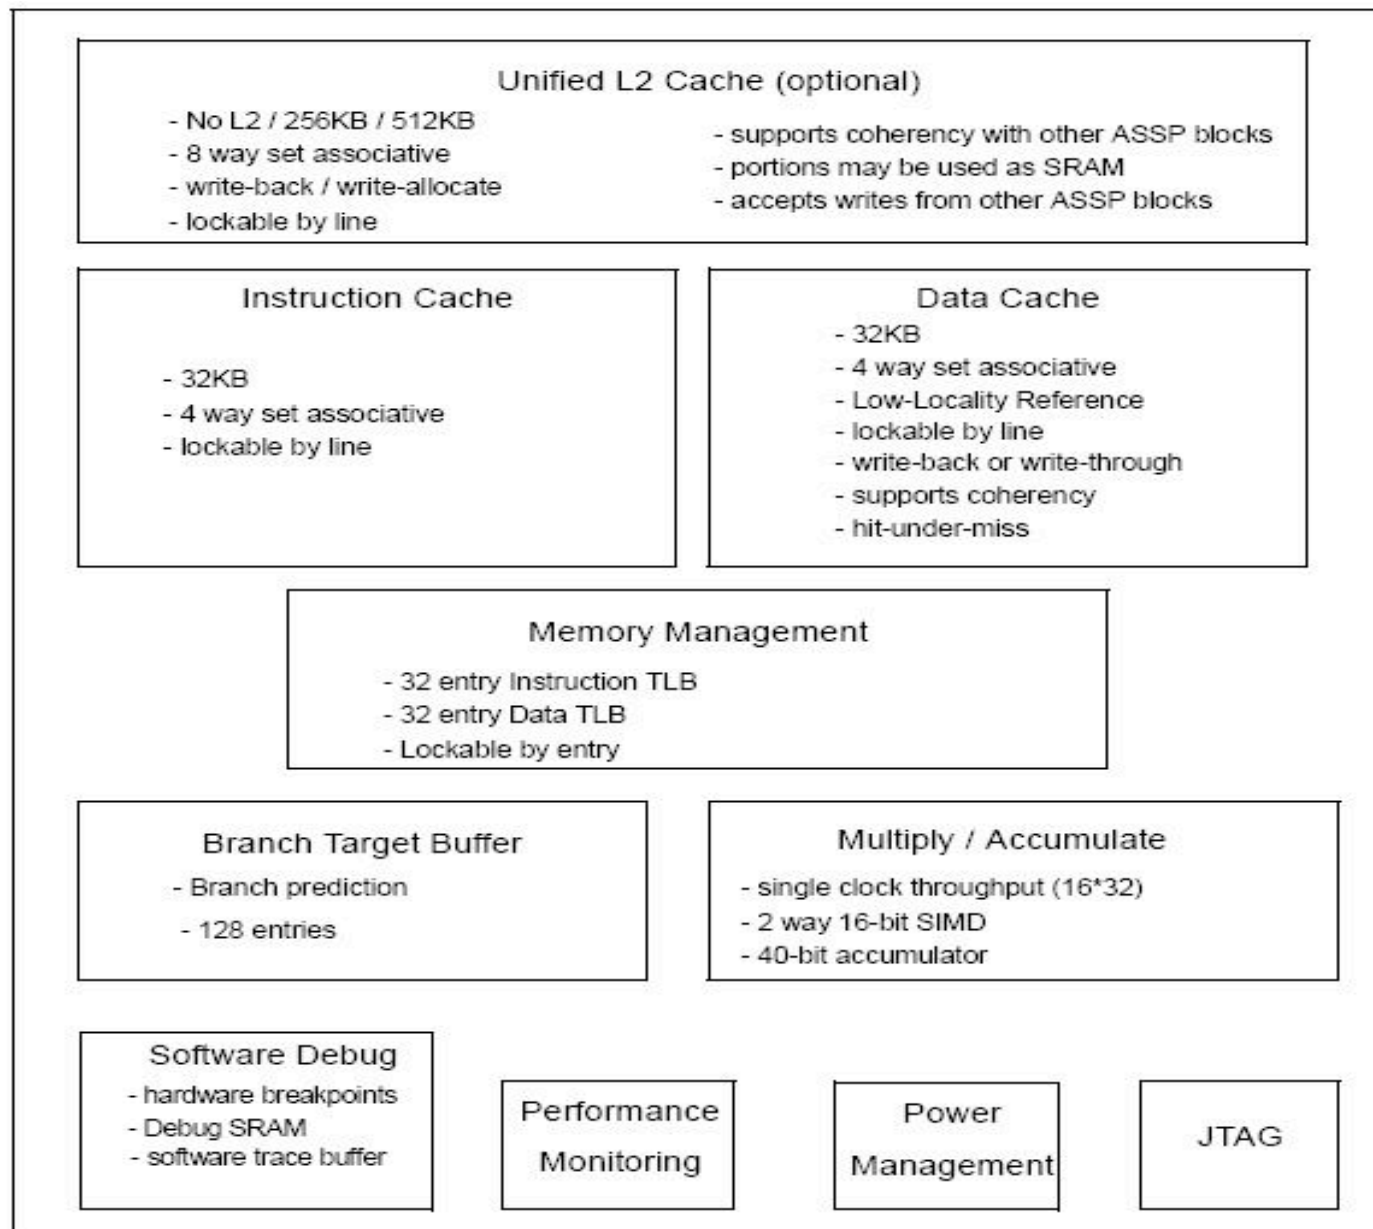 Unified L2 Cache (optional)
- No L2 / 256KB / 512KB
- 8 way set associative
- write-back / write-allocate
- lockable by line
- supports coherency with other ASSP blocks
- portions may be used as SRAM
- accepts writes from other ASSP blocks
Instruction Cache
- 32KB
- 4 way set associative
- lockable by line
Data Cache
- 32KB
- 4 way set associative
- Low-Locality Reference
- lockable by line
- write-back or write-through
- supports coherency
- hit-under-miss
Memory Management
- 32 entry Instruction TLB
- 32 entry Data TLB
- Lockable by entry
Branch Target Buffer
- Branch prediction
- 128 entries
Multiply / Accumulate
- single clock throughput (16*32)
- 2 way 16-bit SIMD
- 40-bit accumulator
Software Debug
- hardware breakpoints
- Debug SRAM
- software trace buffer
Performance
Monitoring
Power
Management
JTAG